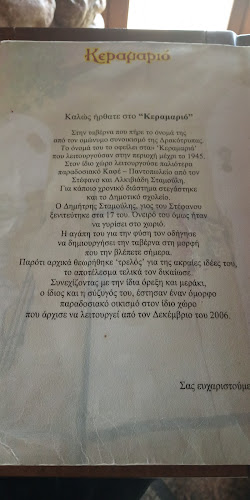 Κεραμαριό
Καλώς ήρθατε στο "Κεραμαριό"
Στην ταβέρνα που πήρε το όνομά της
από τον ομώνυμο συνοικισμό της Δρακότρυπας.
Το όνομά του το οφείλει στα 'Κεραμαριά'
που λειτουργούσαν στην περιοχή μέχρι το 1945.
Στον ίδιο χώρο λειτουργούσε παλιότερα
παραδοσιακό Καφέ – Παντοπωλείο από τον
Στέφανο και Αλκιβιάδη Σταμούλη.
Για κάποιο χρονικό διάστημα στεγάστηκε
και το Δημοτικό σχολείο.
Ο Δημήτρης Σταμούλης, γιος του Στέφανου
ξενιτεύτηκε στα 17 του. Όνειρό του όμως ήταν
να γυρίσει στο χωριό.
Η αγάπη του για την φύση τον οδήγησε
να δημιουργήσει την ταβέρνα στη μορφή
που την βλέπετε σήμερα.
Παρότι αρχικά θεωρήθηκε 'τρελός' για τις ακραίες ιδέες του,
το αποτέλεσμα τελικά τον δικαίωσε.
Συνεχίζοντας με την ίδια όρεξη και μεράκι,
ο ίδιος και η σύζυγός του, έστησαν έναν όμορφο
παραδοσιακό οικισμό στον ίδιο χώρο
που άρχισε να λειτουργεί από τον Δεκέμβριο του 2006.
Σας ευχαριστούμε